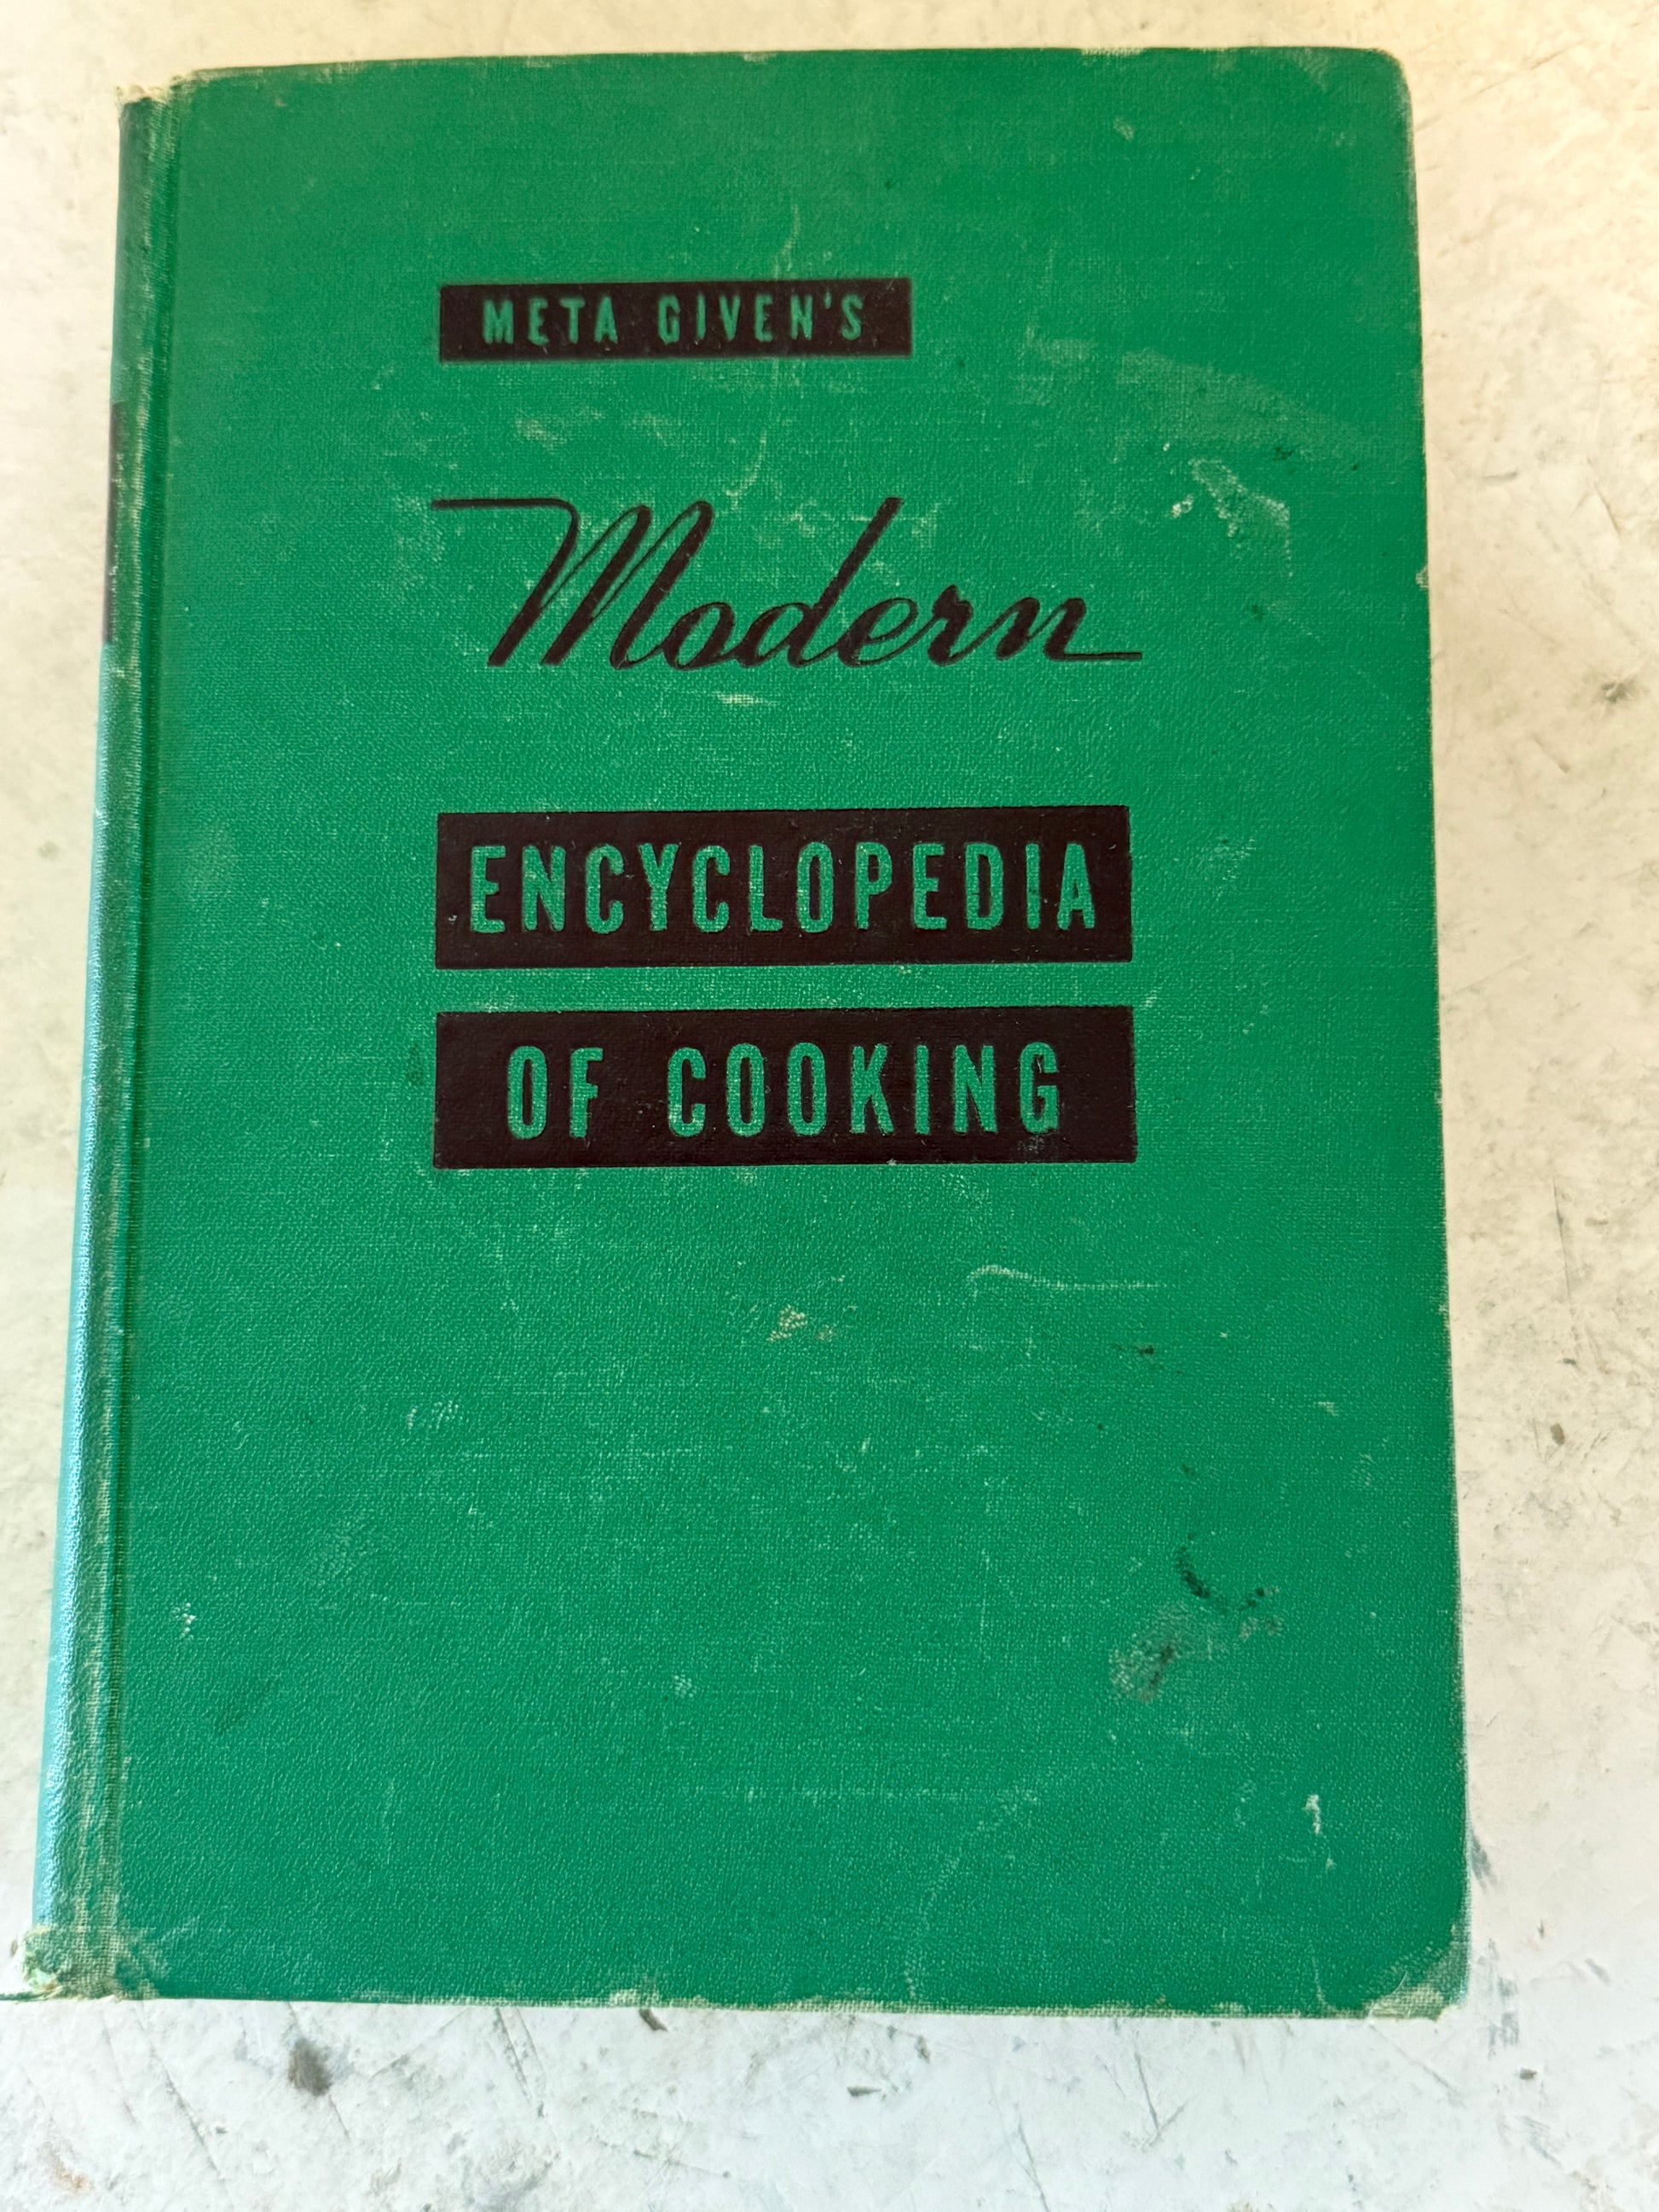 META GIVEN'S
Modern
ENCYCLOPEDIA
OF COOKING